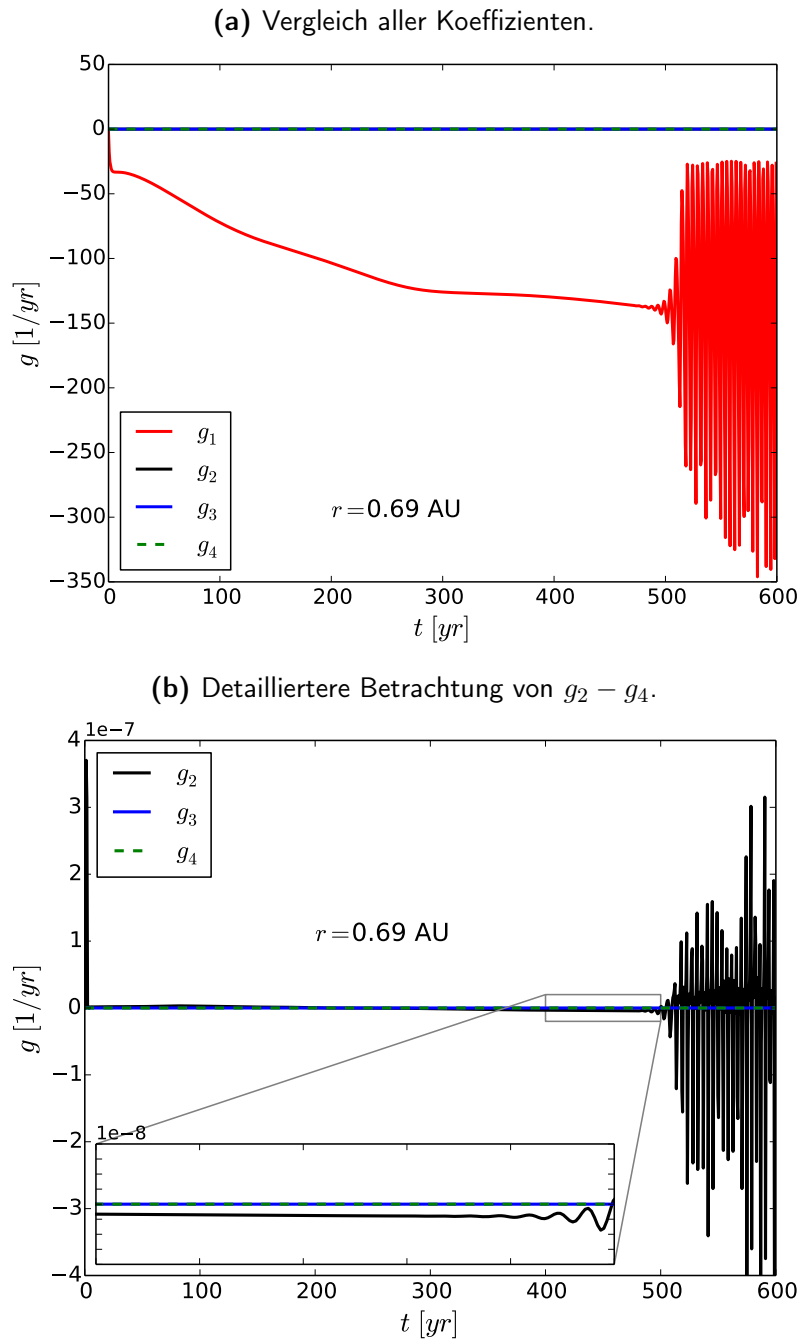 (a) Vergleich aller Koeffizienten.
50
0
−50
−100
−150
−200
−250
−300
−350
g [1/yr]
g₁
g₂
g₃
g₄
r=0.69 AU
0 100 200 300 400 500 600
t [yr]
(b) Detailliertere Betrachtung von g₂ − g₄.
1e−7
4
3
2
1
0
−1
−2
−3
−4
g [1/yr]
g₂
g₃
g₄
r=0.69 AU
1e−8
0 100 200 300 400 500 600
t [yr]